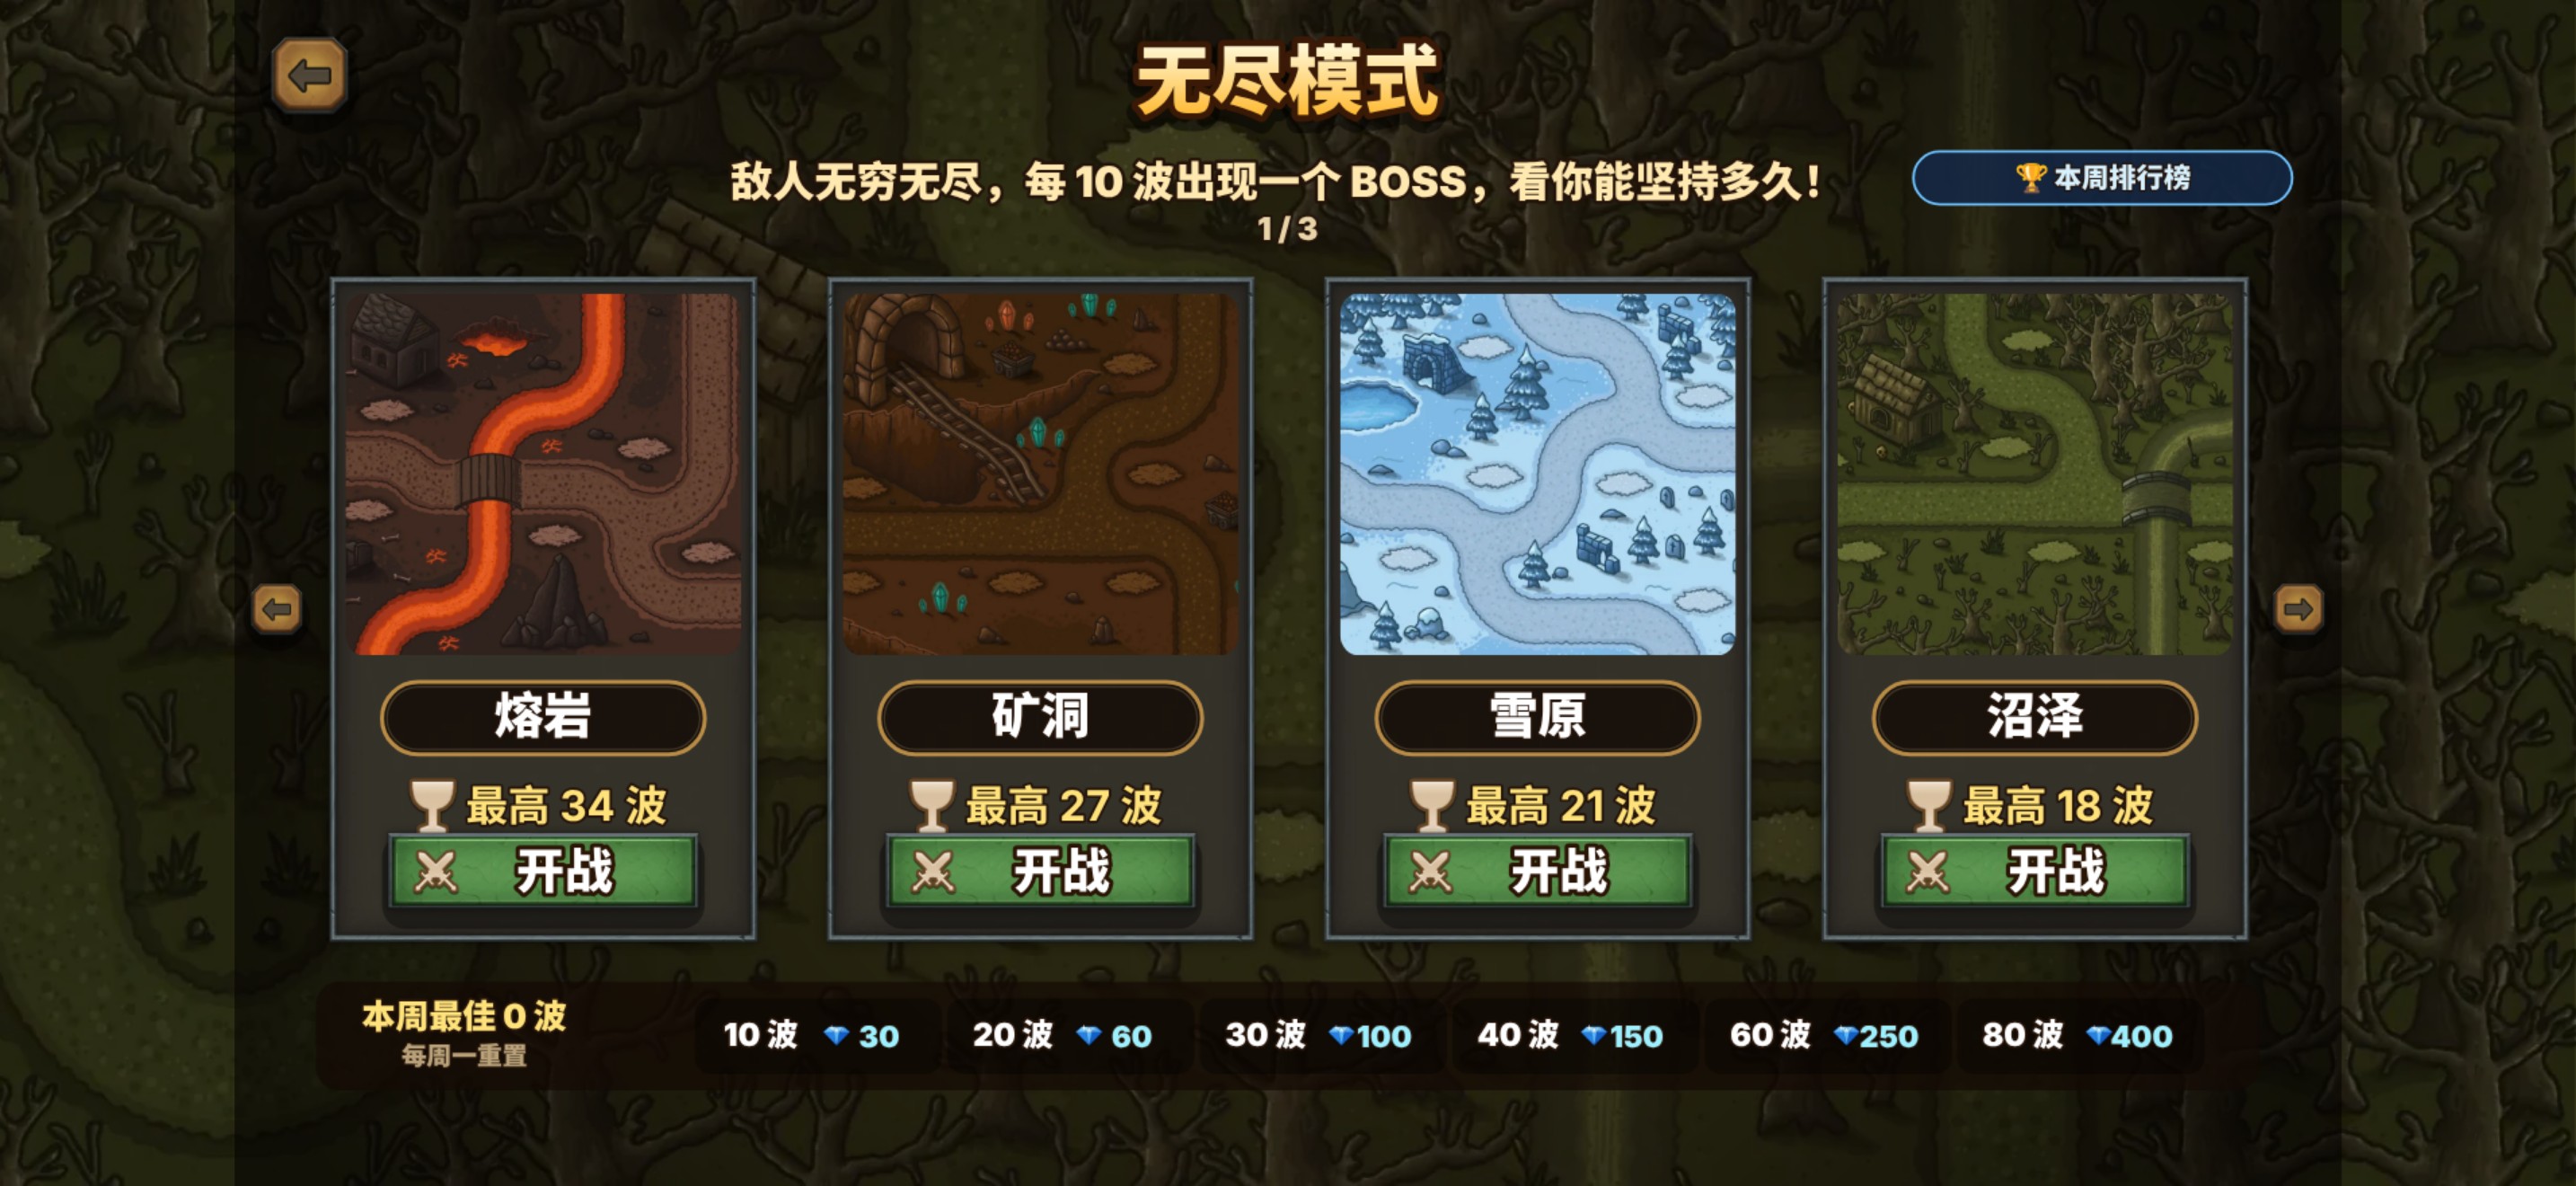 无尽模式
敌人无穷无尽，每 10 波出现一个 BOSS，看你能坚持多久！
本周排行榜
1 / 3
熔岩
最高 34 波
开战
矿洞
最高 27 波
开战
雪原
最高 21 波
开战
沼泽
最高 18 波
开战
本周最佳 0 波
每周一重置
10 波 30
20 波 60
30 波 100
40 波 150
60 波 250
80 波 400